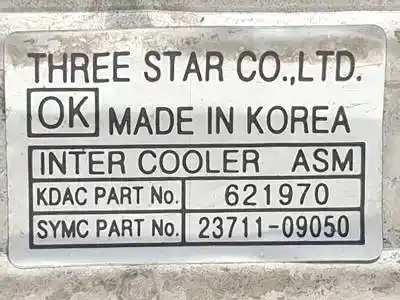 THREE STAR CO.,LTD.
OK MADE IN KOREA
INTER COOLER ASM
KDAC PART No. 621970
SYMC PART No. 23711-09050